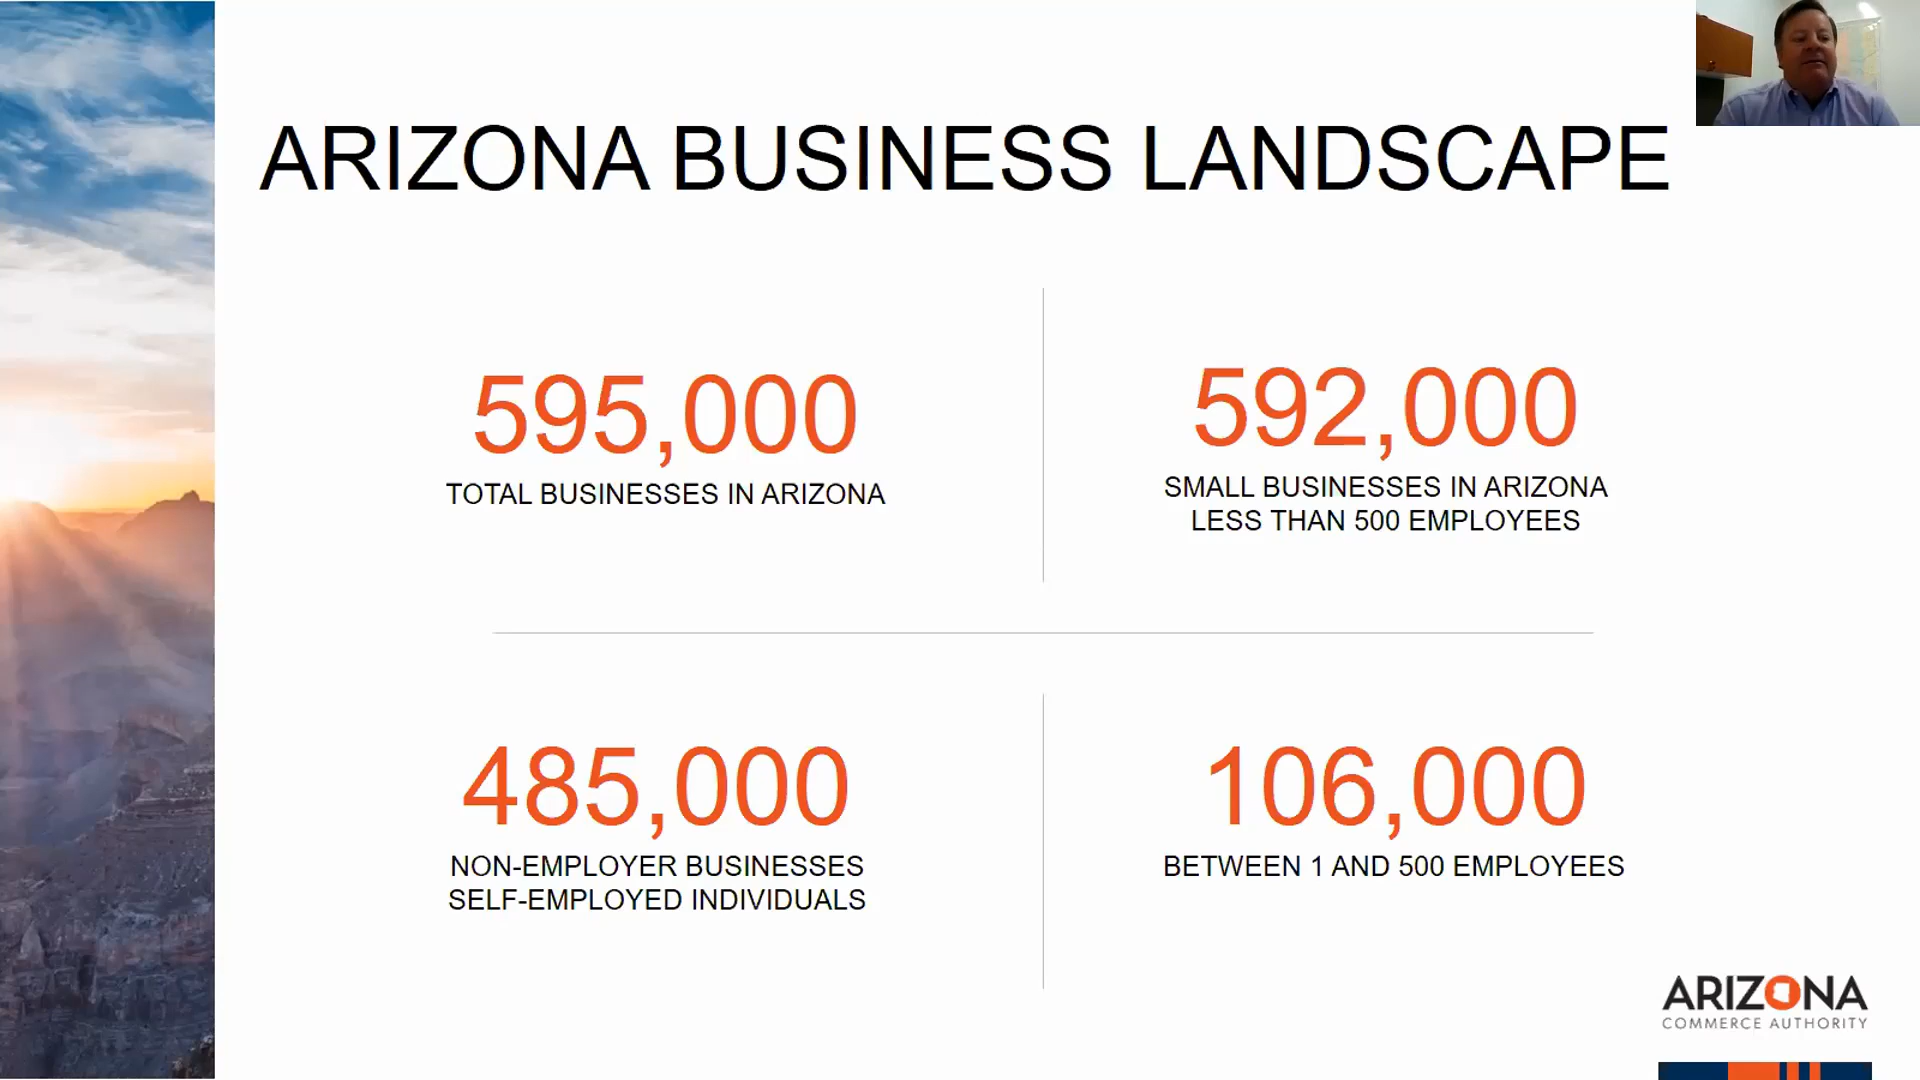 ARIZONA BUSINESS LANDSCAPE
595,000
TOTAL BUSINESSES IN ARIZONA
592,000
SMALL BUSINESSES IN ARIZONA
LESS THAN 500 EMPLOYEES
485,000
NON-EMPLOYER BUSINESSES
SELF-EMPLOYED INDIVIDUALS
106,000
BETWEEN 1 AND 500 EMPLOYEES
ARIZONA
COMMERCE AUTHORITY